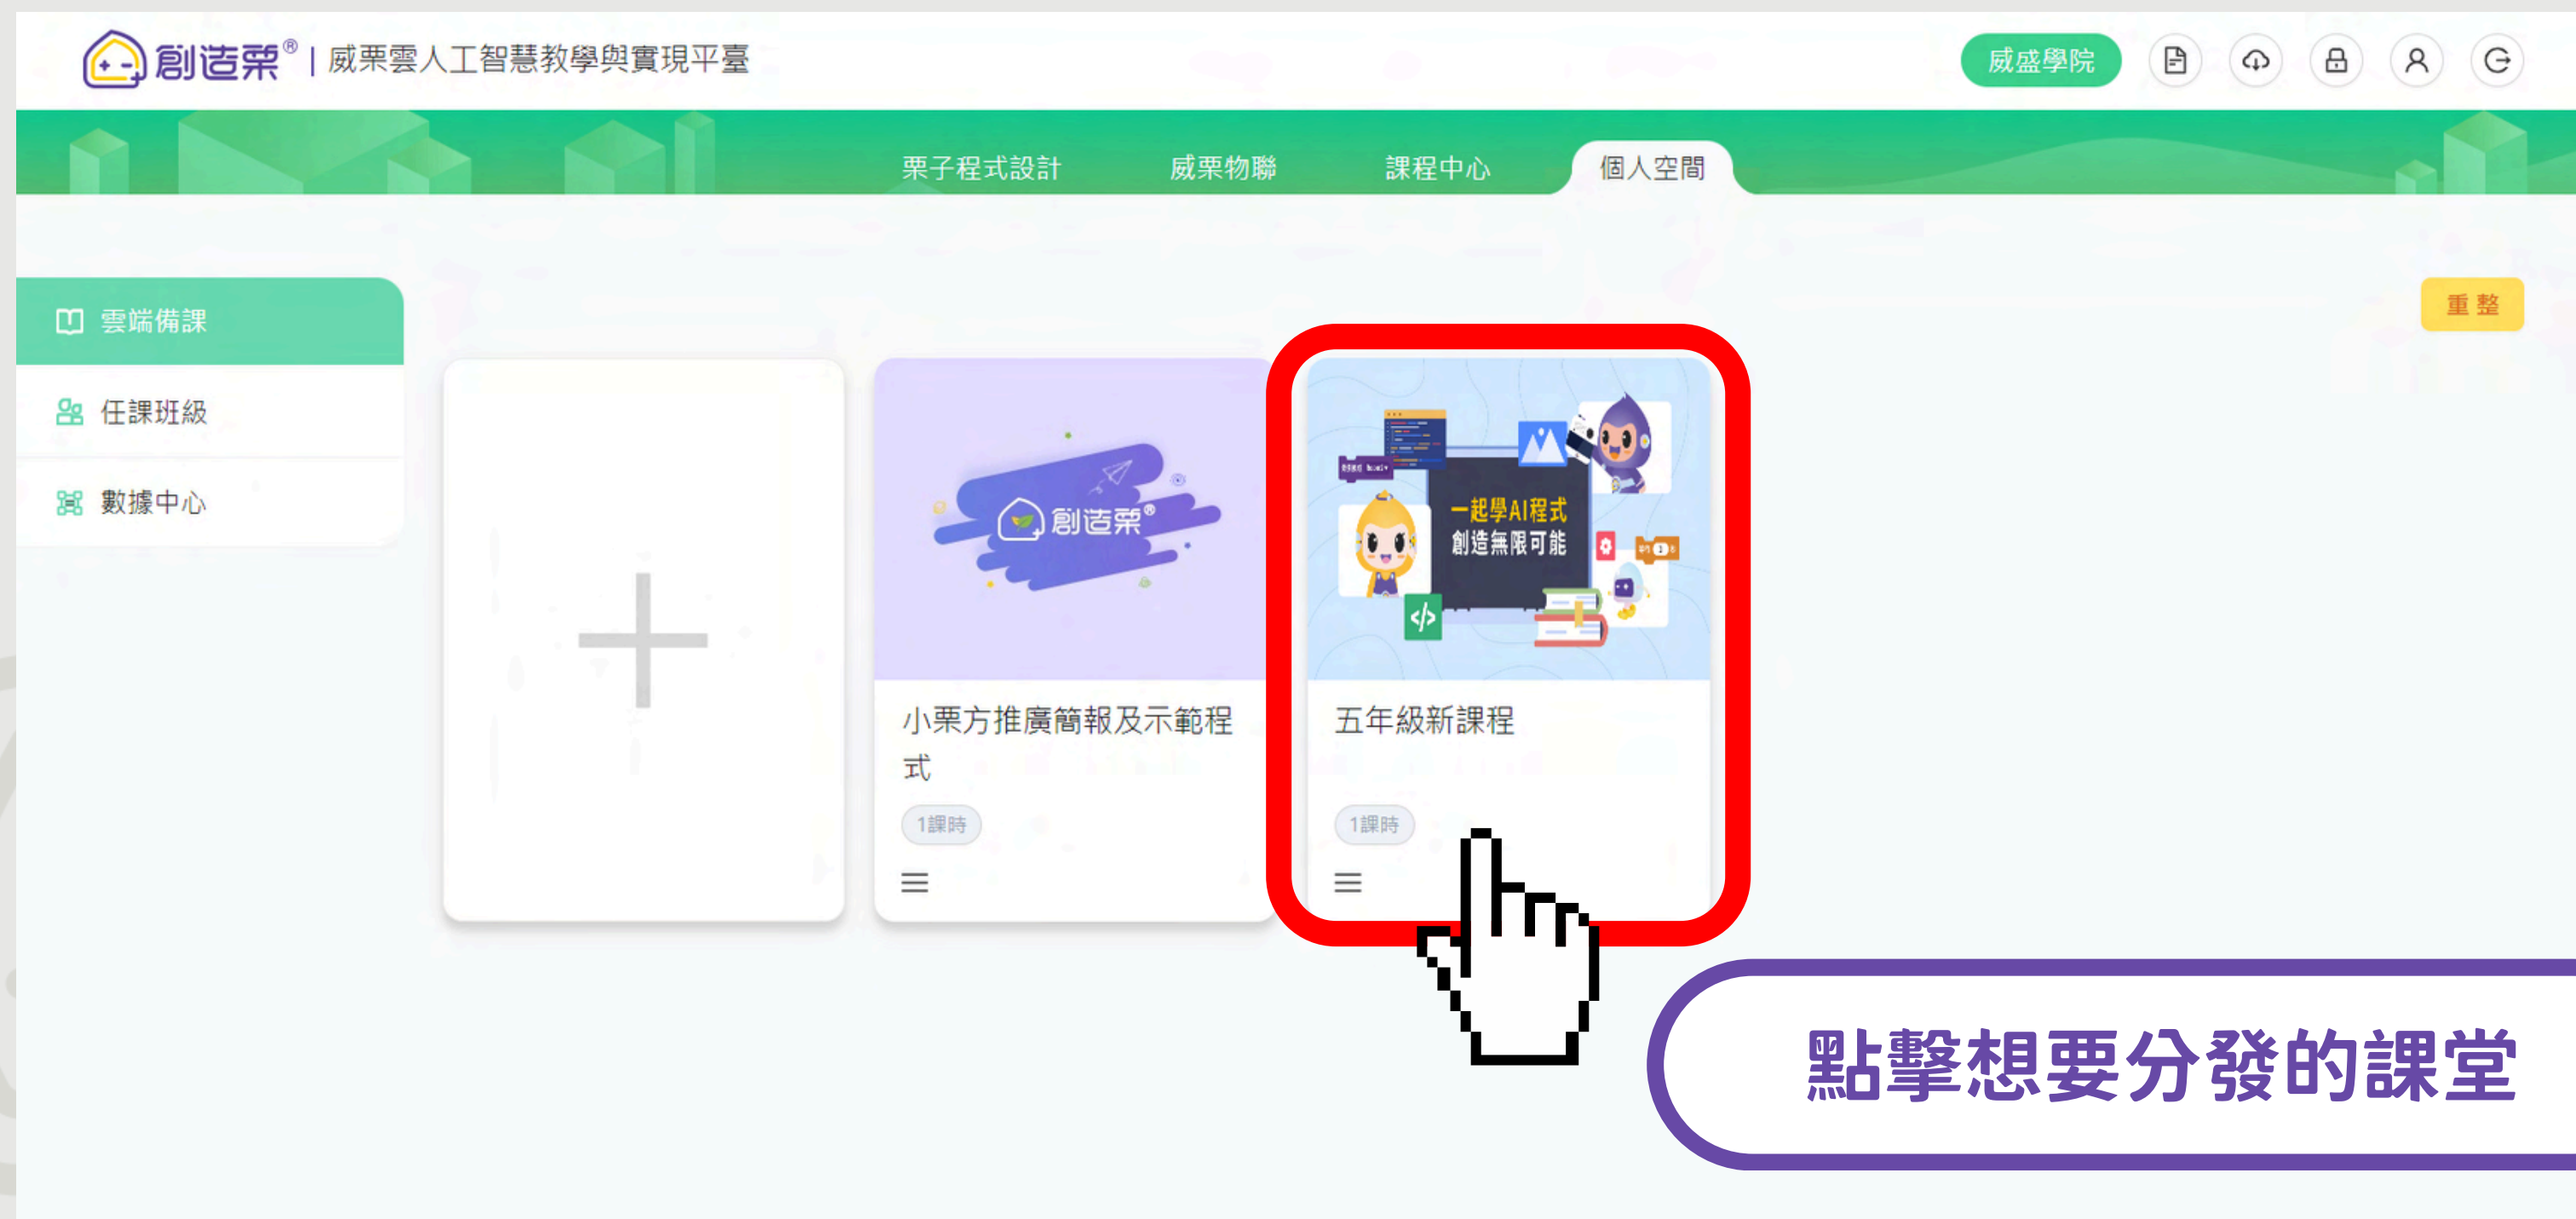 創造栗® | 威栗雲人工智慧教學與實現平臺
威盛學院
栗子程式設計 威栗物聯 課程中心 個人空間
雲端備課
任課班級
數據中心
重整
創造栗®
小栗方推廣簡報及示範程
式
1課時
一起學AI程式
創造無限可能
五年級新課程
1課時
點擊想要分發的課堂